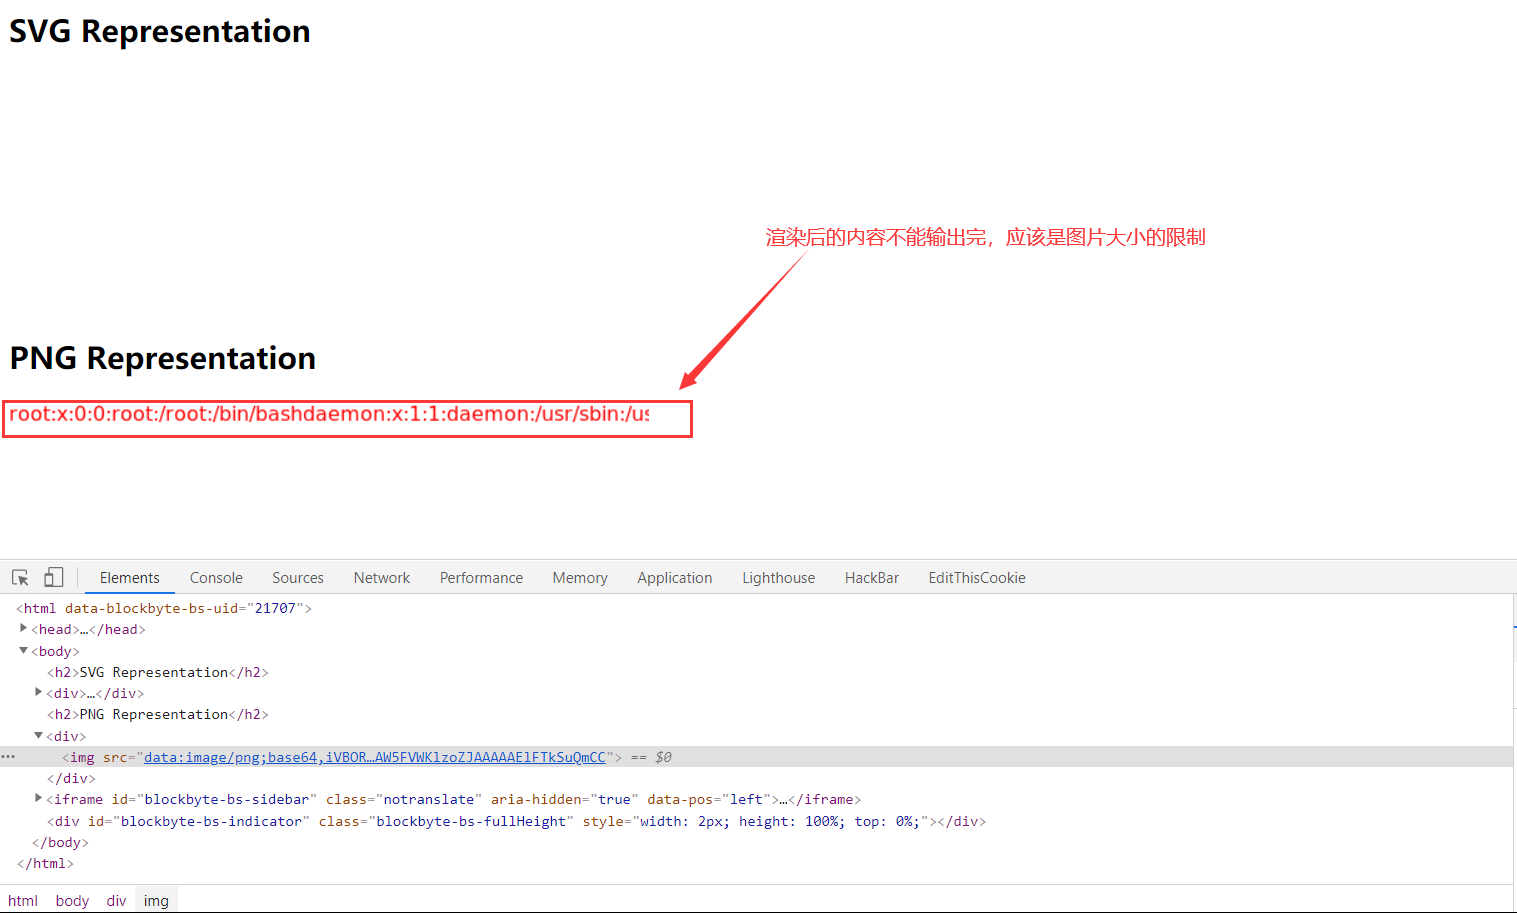 SVG Representation
渲染后的内容不能输出完，应该是图片大小的限制
PNG Representation
root:x:0:0:root:/root:/bin/bashdaemon:x:1:1:daemon:/usr/sbin:/us
Elements Console Sources Network Performance Memory Application Lighthouse HackBar EditThisCookie
<html data-blockbyte-bs-uid="21707">
<head>…</head>
<body>
<h2>SVG Representation</h2>
<div>…</div>
<h2>PNG Representation</h2>
<div>
<img src="data:image/png;base64,iVBOR…AW5FVWKlzoZJAAAAAElFTkSuQmCC"> == $0
</div>
<iframe id="blockbyte-bs-sidebar" class="notranslate" aria-hidden="true" data-pos="left">…</iframe>
<div id="blockbyte-bs-indicator" class="blockbyte-bs-fullHeight" style="width: 2px; height: 100%; top: 0%;"></div>
</body>
</html>
html body div img